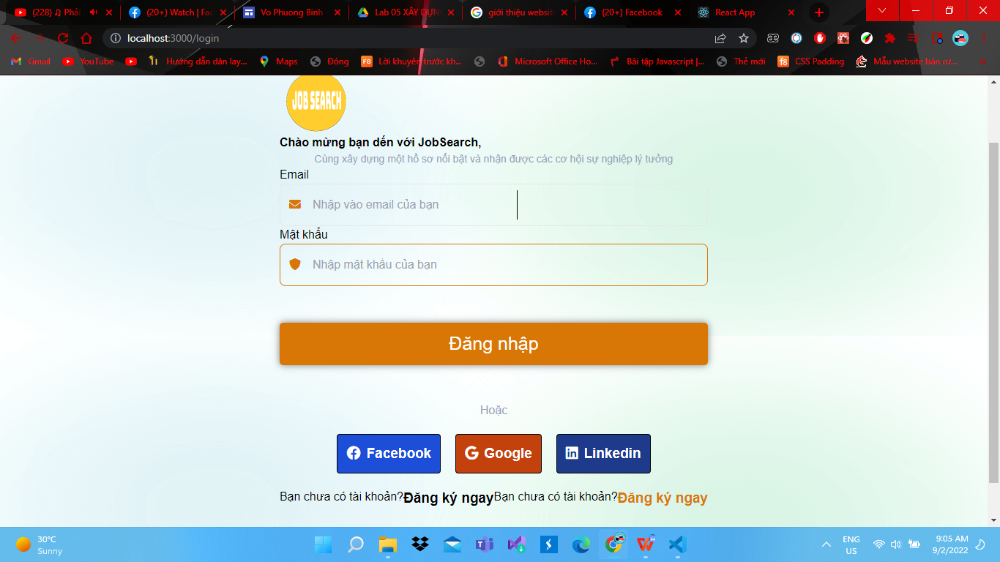 (228) ♫ Phải
(20+) Watch | Fac
Vo Phuong Binh
Lab 05 XÂY DỰN
giới thiệu websit
(20+) Facebook
React App
localhost:3000/login
Gmail
YouTube
Hướng dẫn dàn lay...
Maps
Đóng
F8 Lời khuyên trước kh...
Microsoft Office Ho...
Bài tập Javascript |...
Thẻ mới
f8 CSS Padding
Mẫu website bán rư...
JOB SEARCH
Chào mừng bạn dến với JobSearch,
Cùng xây dựng một hồ sơ nổi bật và nhận được các cơ hội sự nghiệp lý tưởng
Email
Nhập vào email của bạn
Mật khẩu
Nhập mật khâu của bạn
Đăng nhập
Hoặc
Facebook
Google
Linkedin
Bạn chưa có tài khoản?Đăng ký ngayBạn chưa có tài khoản?Đăng ký ngay
30°C
Sunny
ENG
US
9:05 AM
9/2/2022